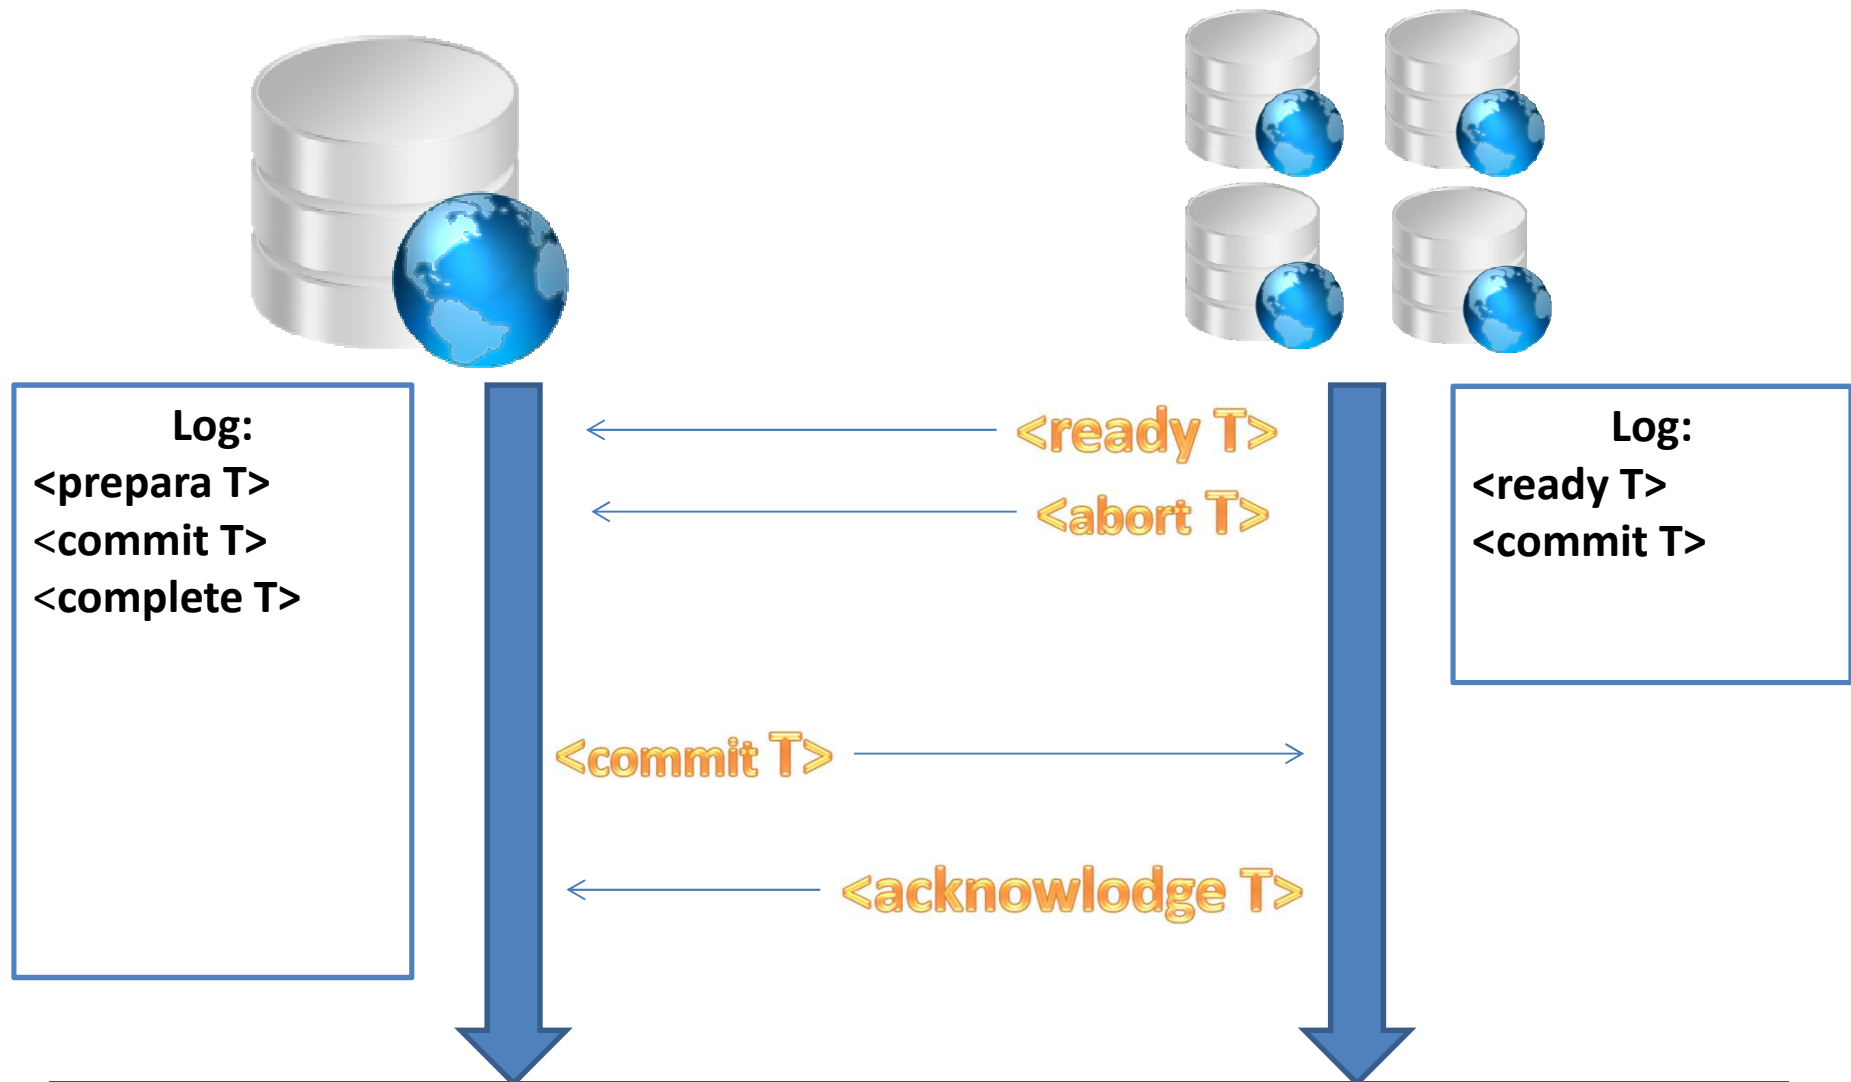 Log:
<prepara T>
<commit T>
<complete T>
<ready T>
<abort T>
<commit T>
<acknowlodge T>
Log:
<ready T>
<commit T>